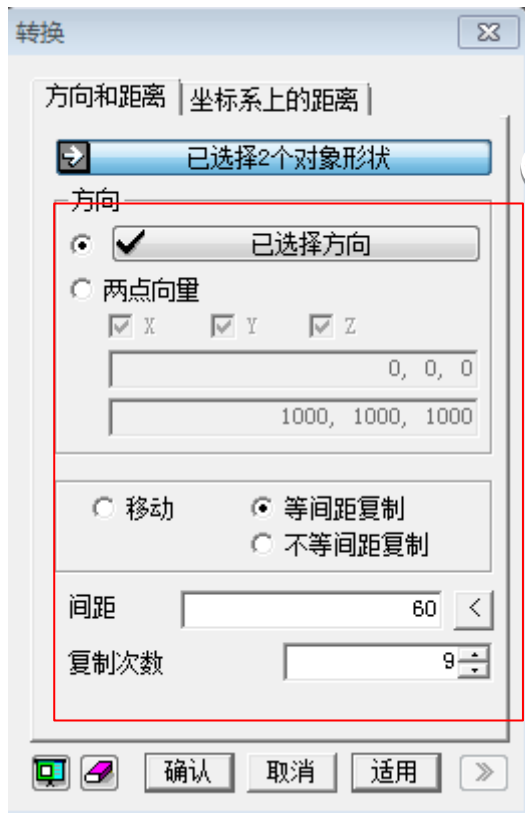 转换
方向和距离 坐标系上的距离
已选择2个对象形状
方向
已选择方向
两点向量
X Y Z
0, 0, 0
1000, 1000, 1000
移动 等间距复制
不等间距复制
间距 60 <
复制次数 9
确认 取消 适用 >>